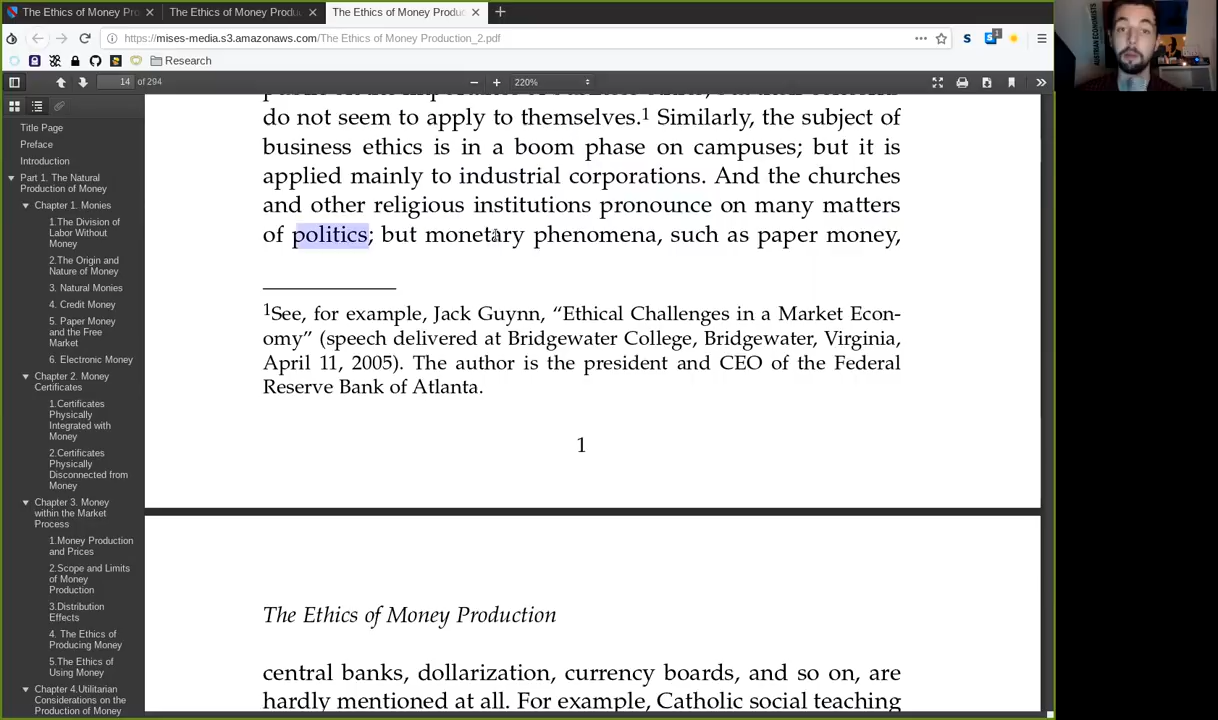 The Ethics of Money Pro
The Ethics of Money Produ
The Ethics of Money Produ
https://mises-media.s3.amazonaws.com/The Ethics of Money Production_2.pdf
S
1
Research
14 of 294
220%
Title Page
Preface
Introduction
Part 1. The Natural
Production of Money
Chapter 1. Monies
1.The Division of
Labor Without
Money
2.The Origin and
Nature of Money
3. Natural Monies
4. Credit Money
5. Paper Money
and the Free
Market
6. Electronic Money
Chapter 2. Money
Certificates
1.Certificates
Physically
Integrated with
Money
2.Certificates
Physically
Disconnected from
Money
Chapter 3. Money
within the Market
Process
1.Money Production
and Prices
2.Scope and Limits
of Money
Production
3.Distribution
Effects
4. The Ethics of
Producing Money
5.The Ethics of
Using Money
Chapter 4.Utilitarian
Considerations on the
Production of Money
do not seem to apply to themselves.1 Similarly, the subject of
business ethics is in a boom phase on campuses; but it is
applied mainly to industrial corporations. And the churches
and other religious institutions pronounce on many matters
of politics; but monetary phenomena, such as paper money,
1See, for example, Jack Guynn, “Ethical Challenges in a Market Econ-
omy” (speech delivered at Bridgewater College, Bridgewater, Virginia,
April 11, 2005). The author is the president and CEO of the Federal
Reserve Bank of Atlanta.
1
The Ethics of Money Production
central banks, dollarization, currency boards, and so on, are
hardly mentioned at all. For example, Catholic social teaching
AUSTRIAN ECONOMISTS